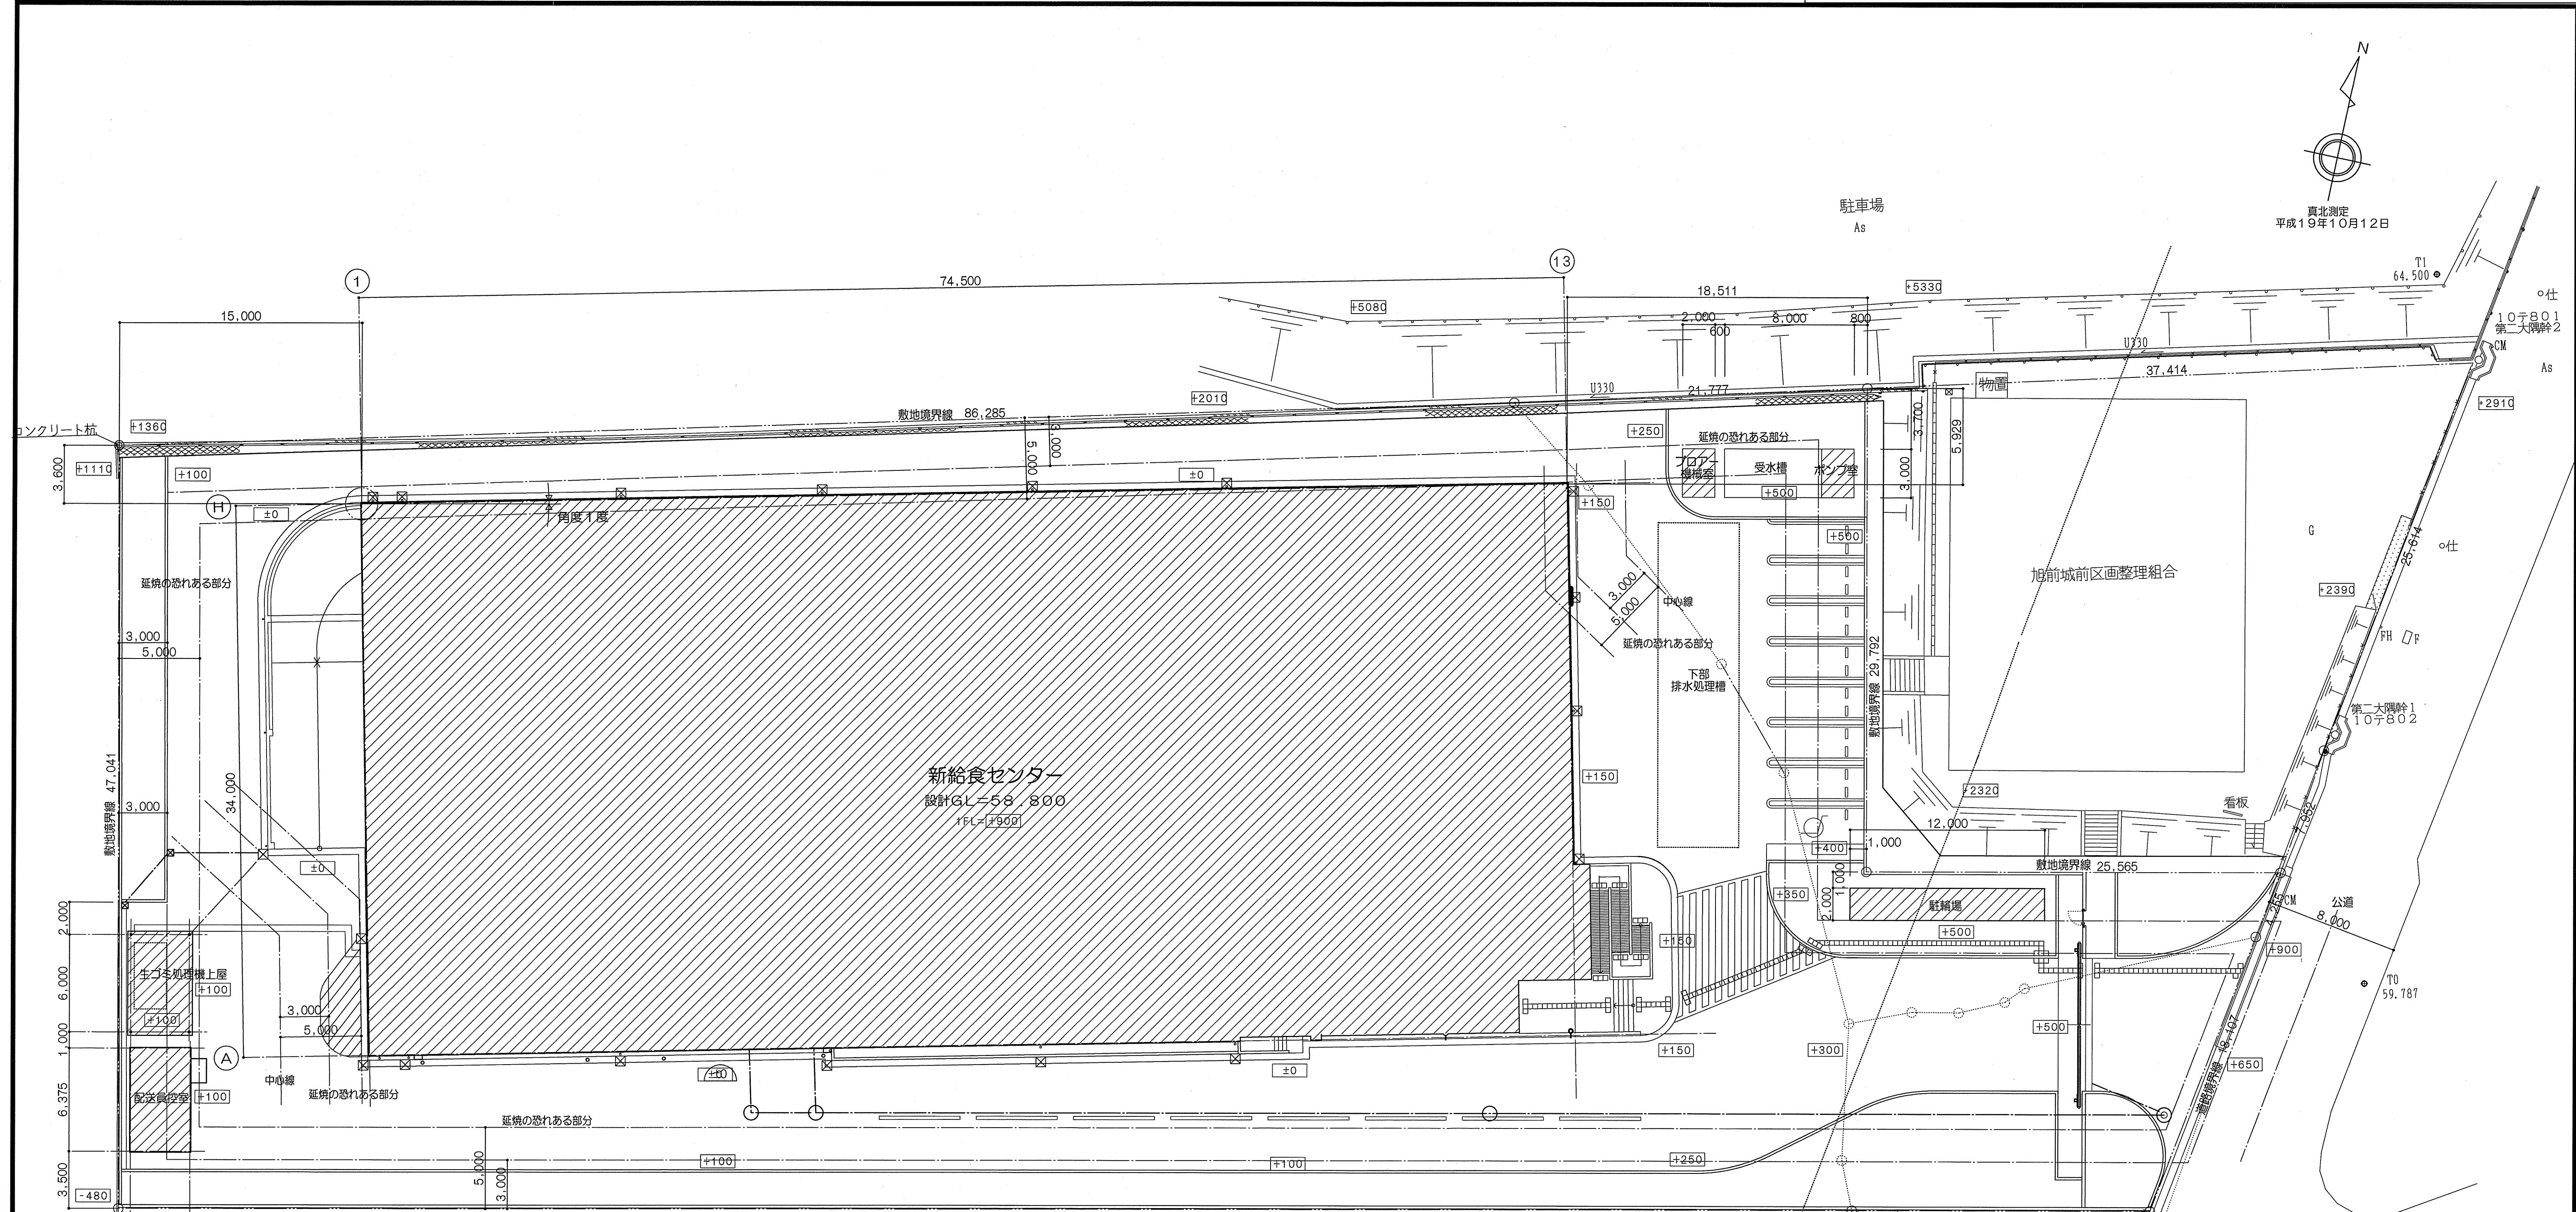 N
真北測定
平成19年10月12日
駐車場
As
T1
64.500
仕
10テ801
第二大隅幹2
CM
As
+2910
1
13
74,500
15,000
18,511
+5080
+5330
2,000
8,000
800
600
U330
U330
21,777
37,414
物置
コンクリート杭
+1360
+1110
+100
3,600
敷地境界線 86,285
+2010
3,000
5,000
±0
+250
延焼の恐れある部分
ブロアー
機械室
受水槽
ポンプ室
+500
3,700
5,929
3,000
H
±0
角度1度
+150
+500
延焼の恐れある部分
3,000
5,000
中心線
延焼の恐れある部分
下部
排水処理槽
敷地境界線 29,792
旭前城前区画整理組合
G
仕
25,614
+2390
FH
F
第二大隅幹1
10テ802
3,000
5,000
敷地境界線 47,041
3,000
34,000
新給食センター
設計GL=58.800
1FL=+900
+150
+2320
看板
7,952
12,000
1,000
+400
敷地境界線 25,565
±0
+350
1,000
2,000
駐輪場
+500
CM
公道
8,000
+900
T0
59.787
2,000
6,000
1,000
6,375
3,500
生ゴミ処理機上屋
+100
+100
3,000
5,000
+150
+150
+300
+500
+650
道路境界線 18,107
A
中心線
配送員控室
+100
延焼の恐れある部分
±0
±0
延焼の恐れある部分
5,000
3,000
+100
+100
+250
-480